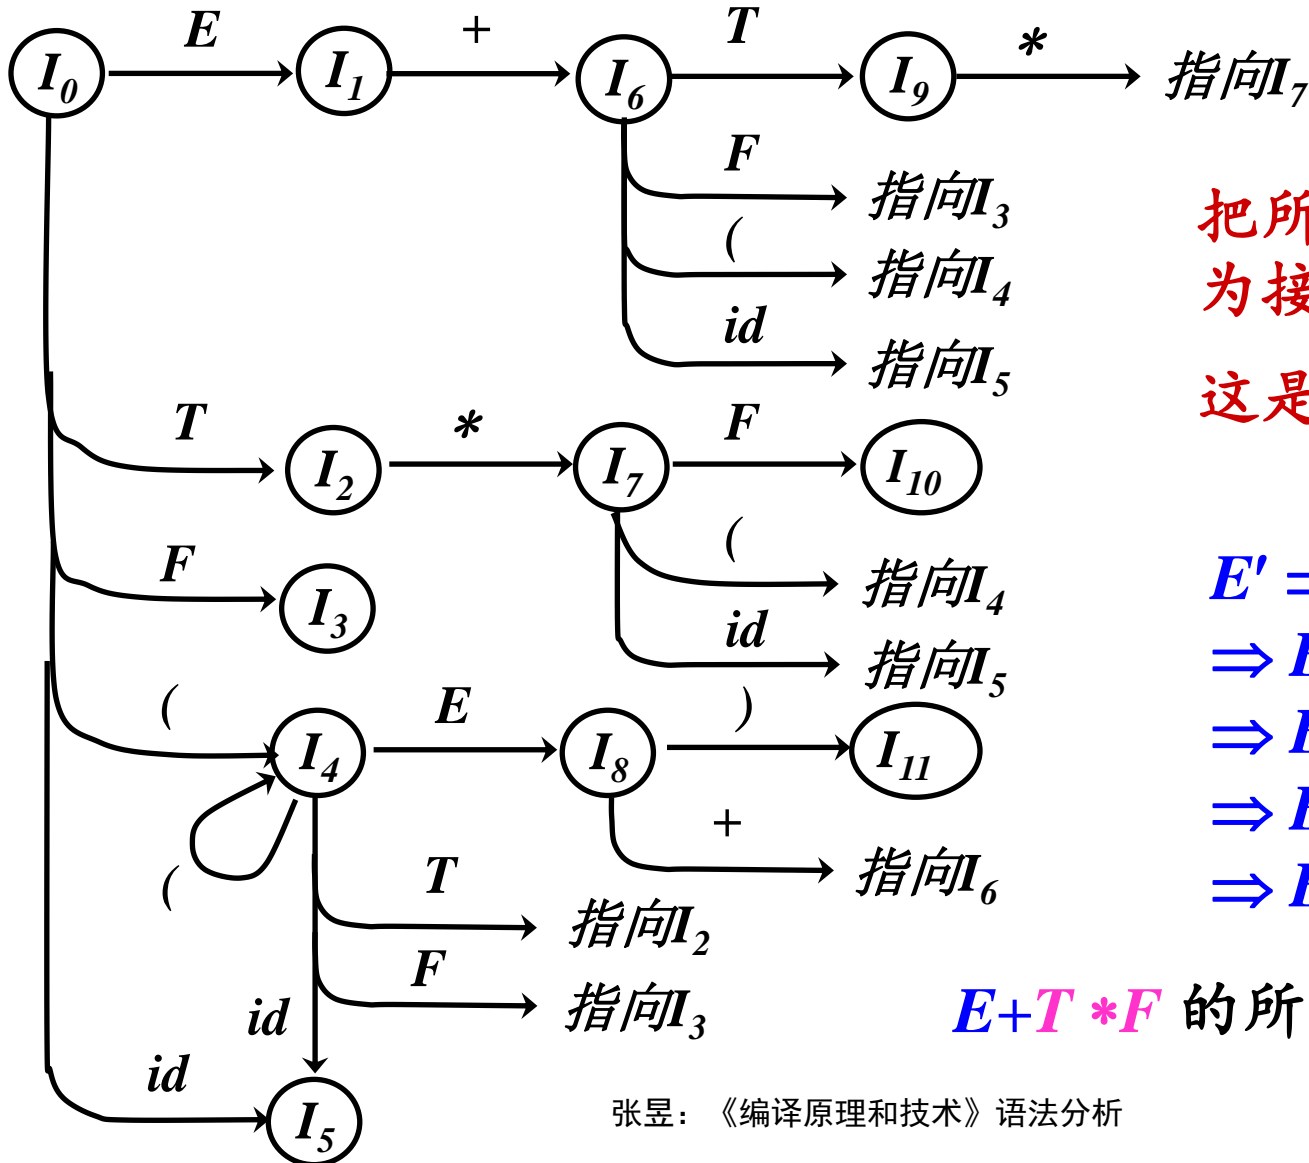 I0 E I1 + I6 T I9 * 指向I7
F 指向I3
( 指向I4
id 指向I5
把所
为接
这是
T I2 * I7 F I10
( 指向I4
id 指向I5
F I3
E′ ⇒
⇒
⇒
⇒
⇒
( I4 E I8 ) I11
+ 指向I6
(
T 指向I2
F 指向I3
id
id I5
E+T *F 的所
张昱：《编译原理和技术》语法分析